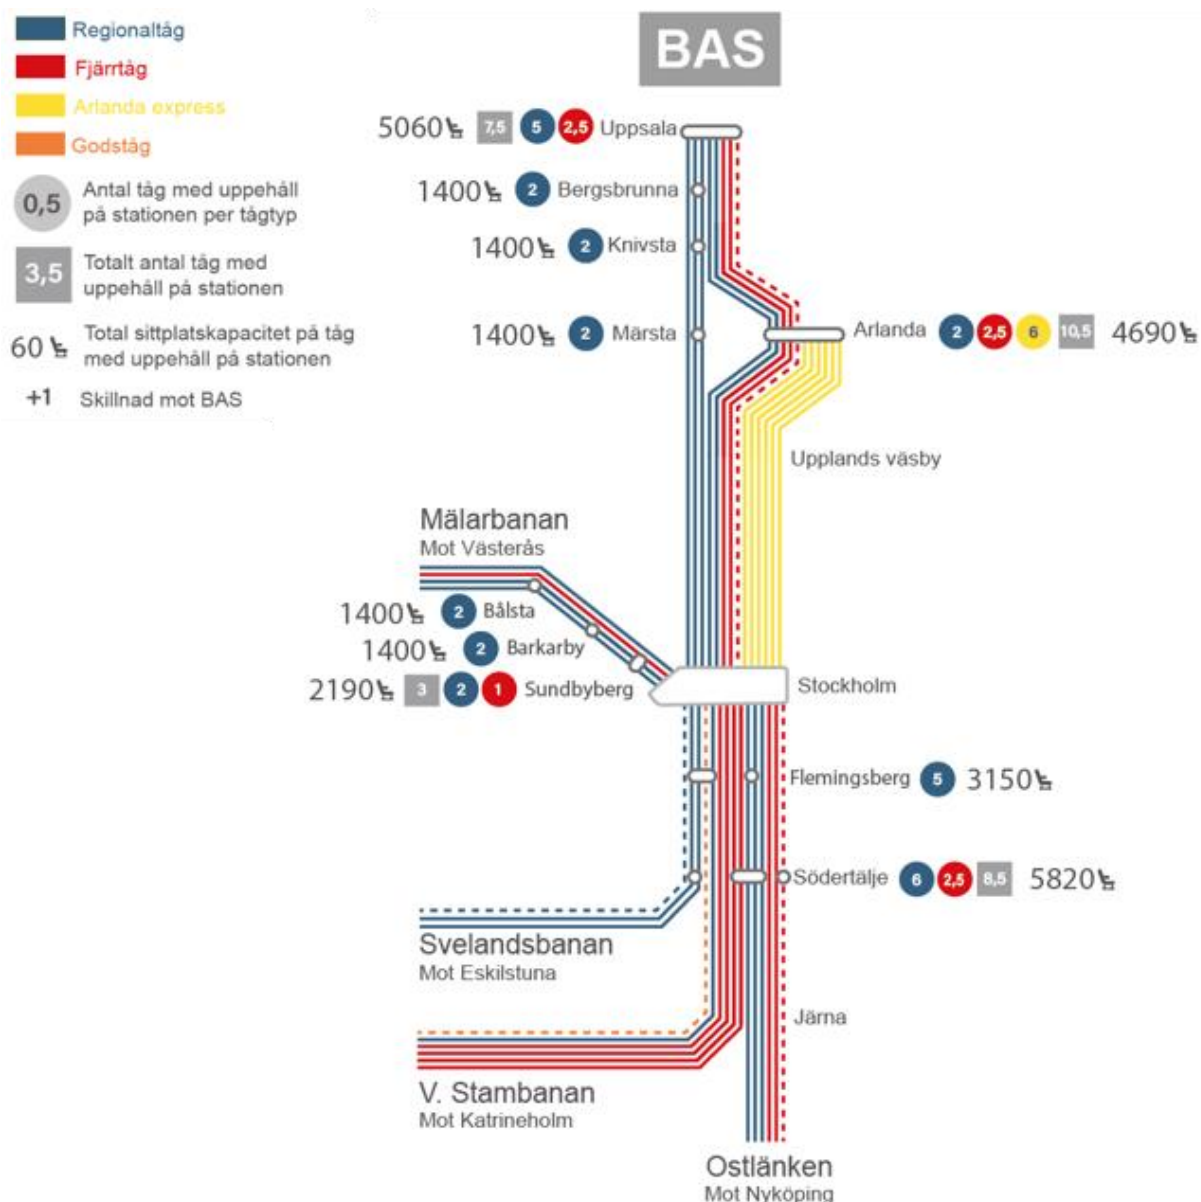 Regionaltåg
Fjärrtåg
Arlanda express
Godståg
0,5 Antal tåg med uppehåll
på stationen per tågtyp
3,5 Totalt antal tåg med
uppehåll på stationen
60 Total sittplatskapacitet på tåg
med uppehåll på stationen
+1 Skillnad mot BAS
BAS
5060 7,5 5 2,5 Uppsala
1400 2 Bergsbrunna
1400 2 Knivsta
1400 2 Märsta
Arlanda 2 2,5 6 10,5 4690
Upplands väsby
Mälarbanan
Mot Västerås
1400 2 Bålsta
1400 2 Barkarby
2190 3 2 1 Sundbyberg
Stockholm
Flemingsberg 5 3150
Södertälje 6 2,5 8,5 5820
Svelandsbanan
Mot Eskilstuna
Järna
V. Stambanan
Mot Katrineholm
Ostlänken
Mot Nyköping